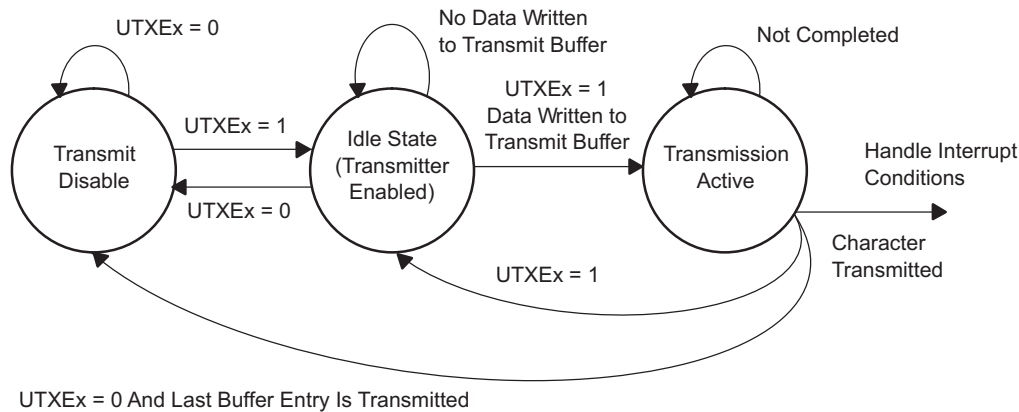 UTXEx = 0
No Data Written
to Transmit Buffer
Not Completed
UTXEx = 1
Data Written to
Transmit Buffer
UTXEx = 1
Transmit
Disable
Idle State
(Transmitter
Enabled)
Transmission
Active
Handle Interrupt
Conditions
UTXEx = 0
Character
Transmitted
UTXEx = 1
UTXEx = 0 And Last Buffer Entry Is Transmitted